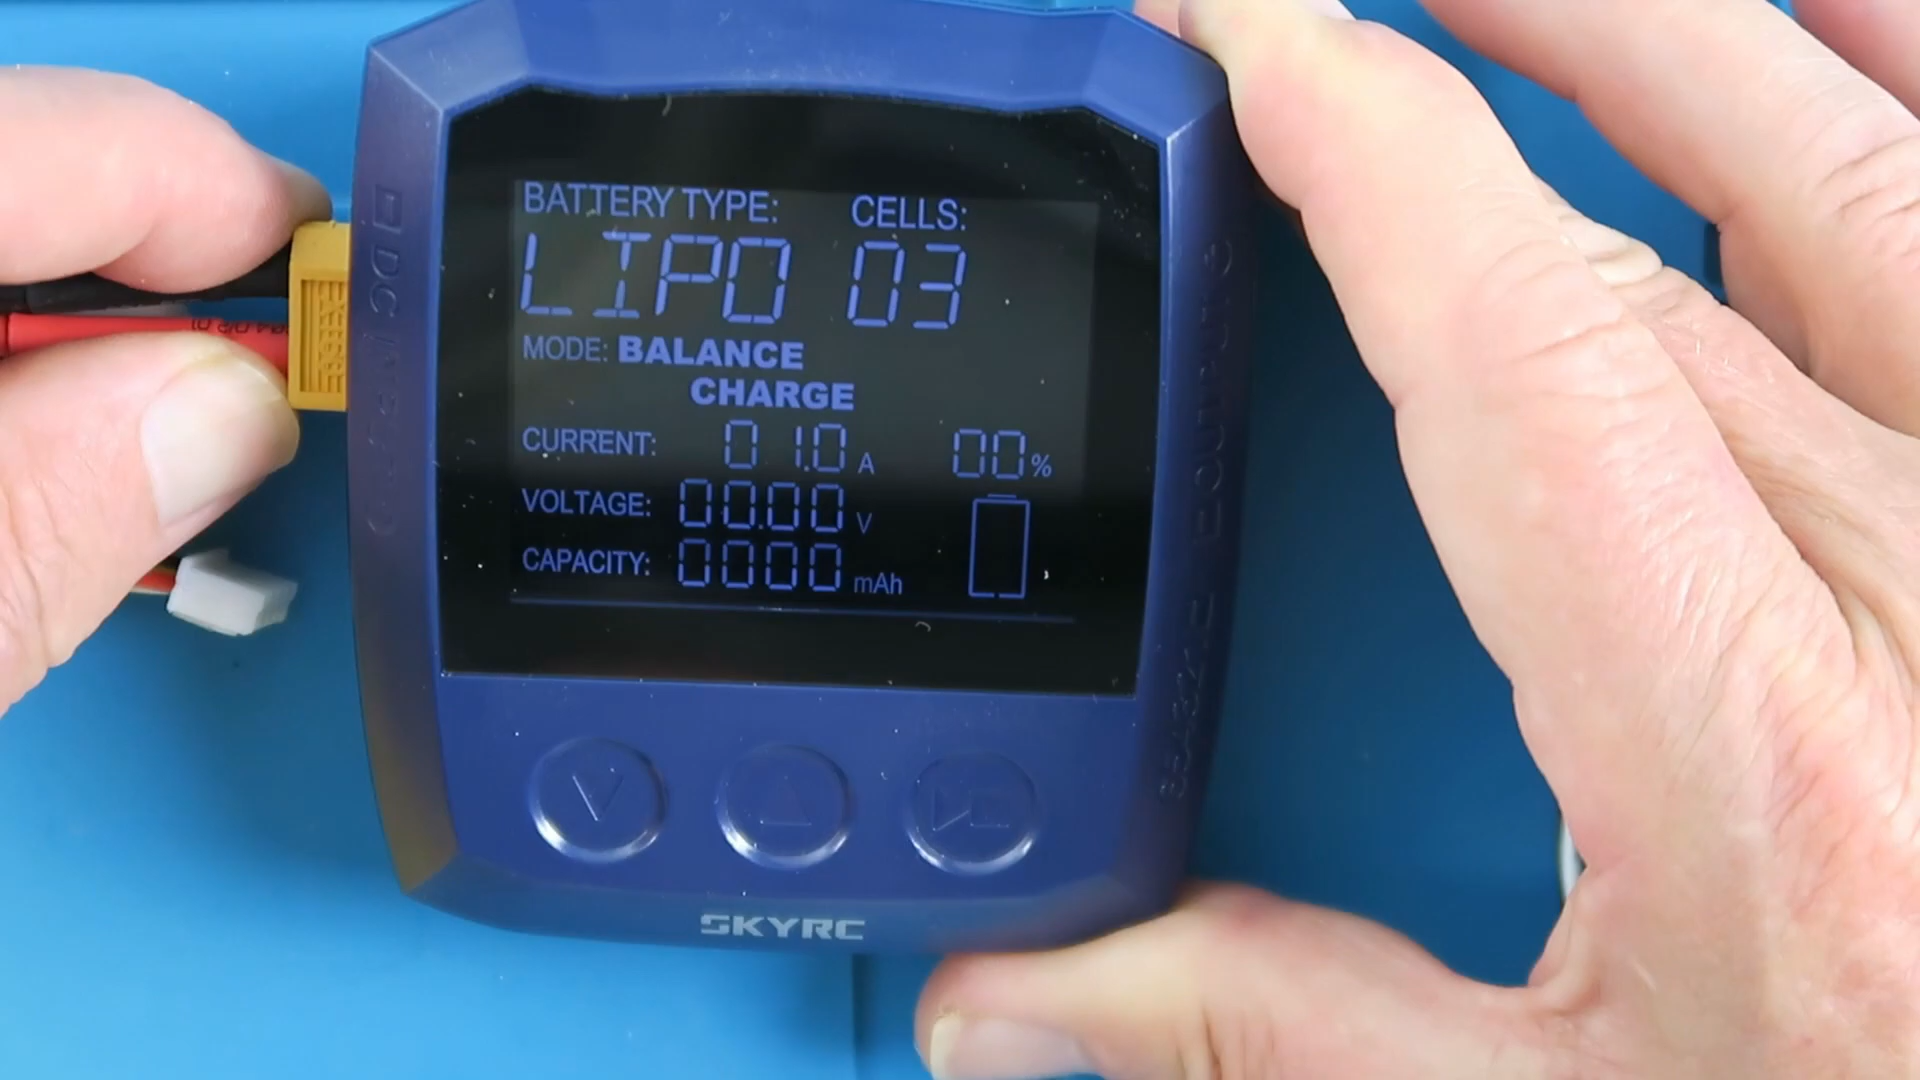 BATTERY TYPE: CELLS:
LIPO 03
MODE: BALANCE
CHARGE
CURRENT: 01.0 A 00%
VOLTAGE: 00.00 V
CAPACITY: 0000 mAh
SKYRC